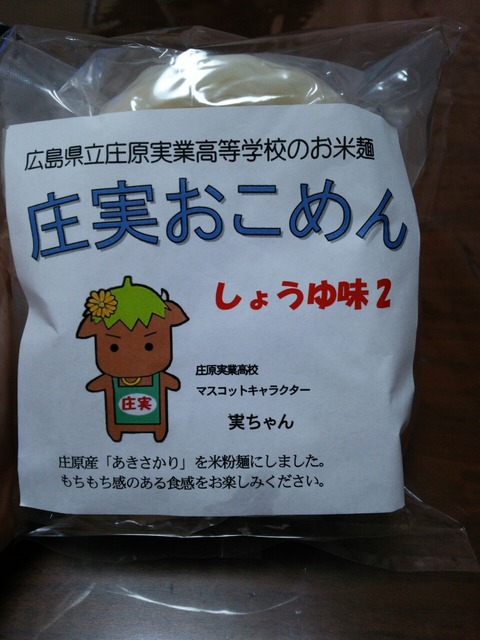 広島県立庄原実業高等学校のお米麺
庄実おこめん
しょうゆ味2
庄原実業高校
マスコットキャラクター
実ちゃん
庄実
庄原産「あきさかり」を米粉麺にしました。
もちもち感のある食感をお楽しみください。